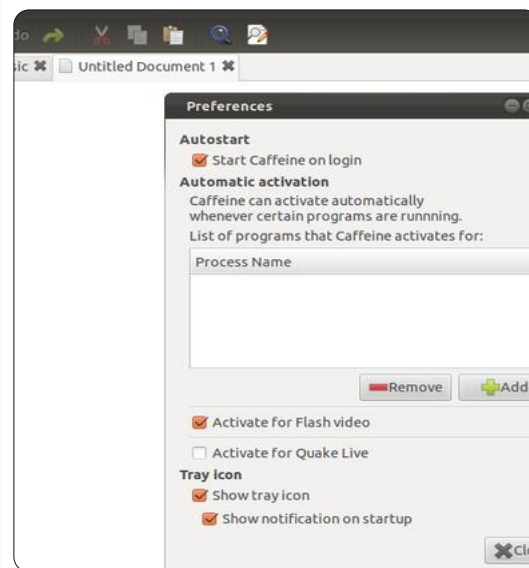 do
sic
Untitled Document 1
Preferences
Autostart
Start Caffeine on login
Automatic activation
Caffeine can activate automatically
whenever certain programs are runnning.
List of programs that Caffeine activates for:
Process Name
Remove
Add
Activate for Flash video
Activate for Quake Live
Tray icon
Show tray icon
Show notification on startup
Clo